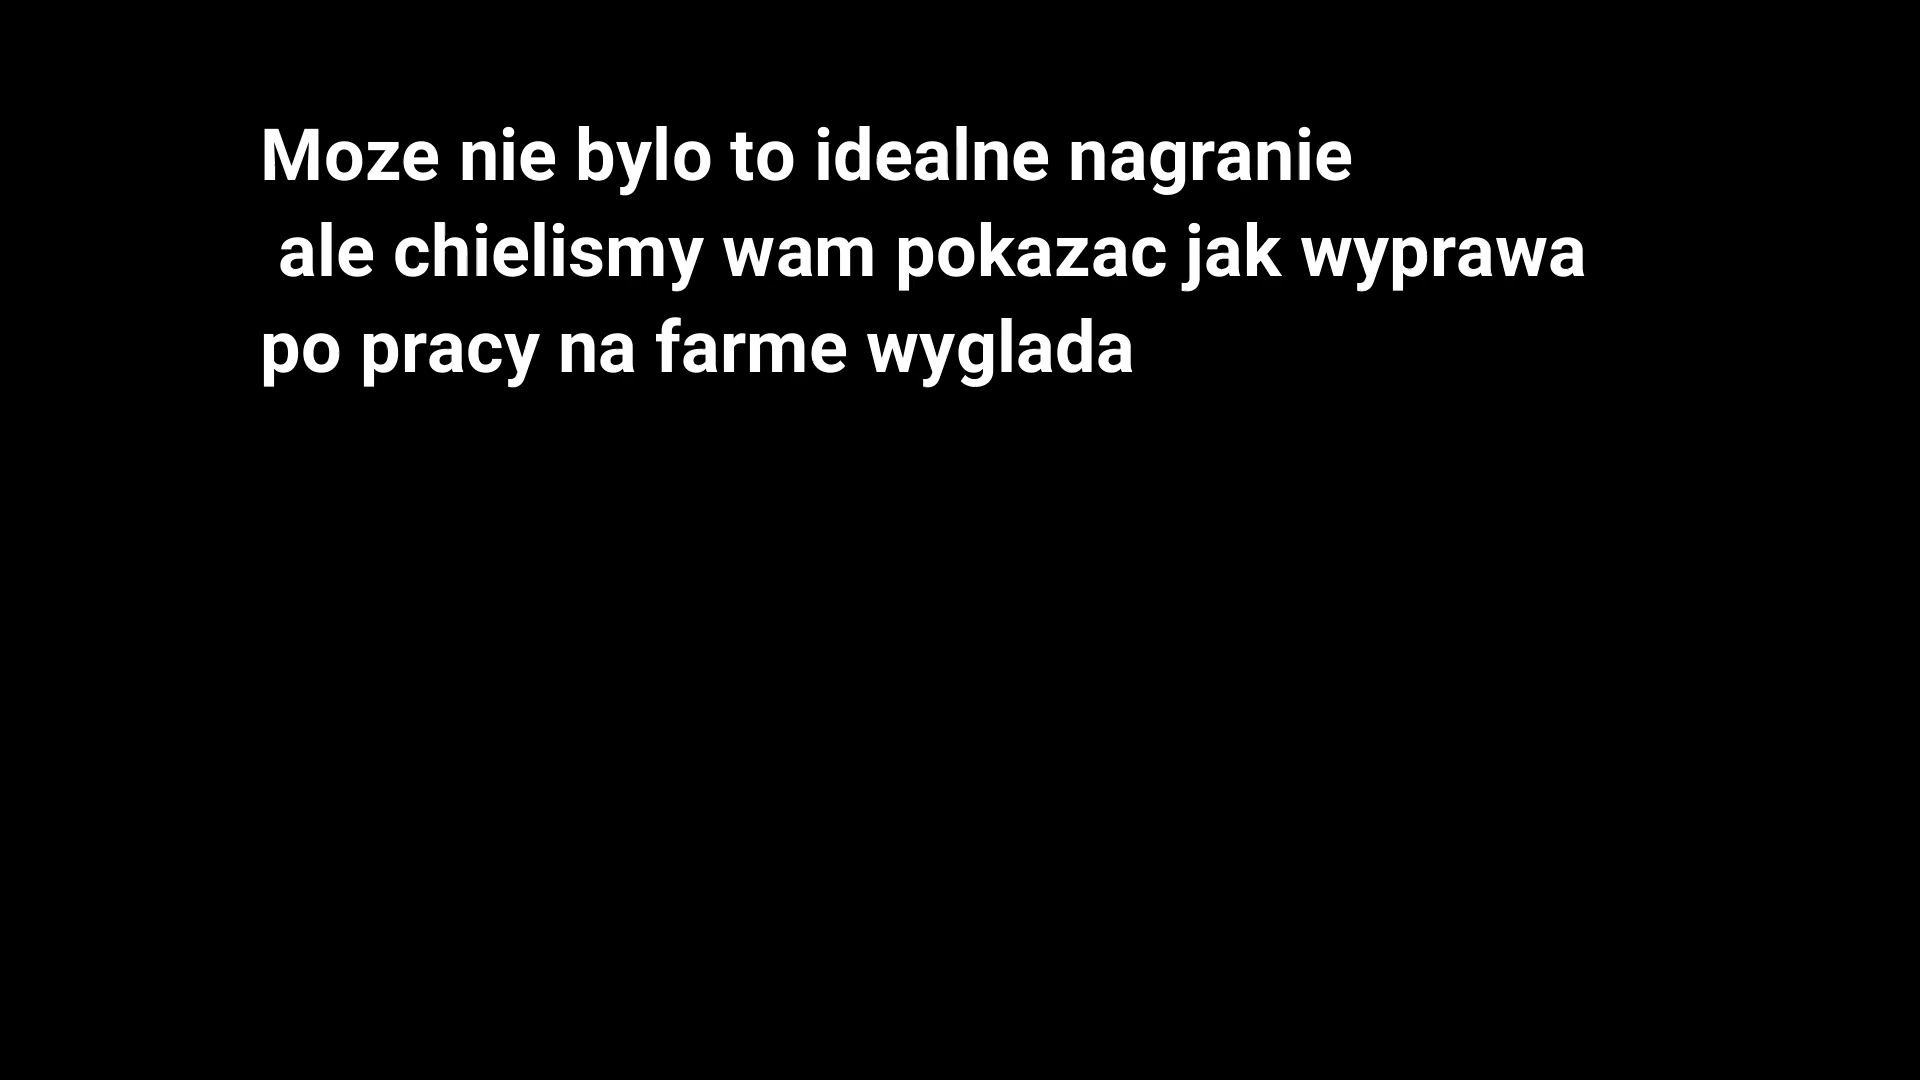 Moze nie bylo to idealne nagranie
ale chielismy wam pokazac jak wyprawa
po pracy na farme wyglada